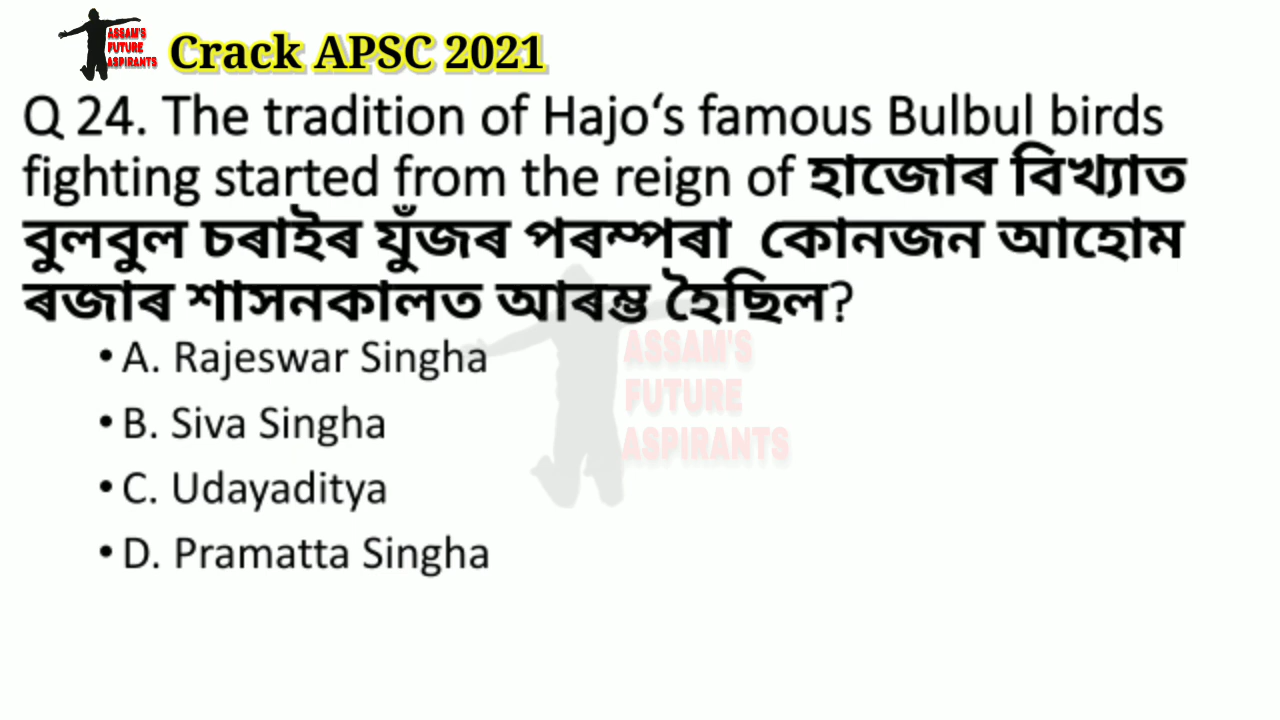 ASSAM'S
FUTURE
ASPIRANTS
Crack APSC 2021
Q 24. The tradition of Hajo‘s famous Bulbul birds
fighting started from the reign of হাজোৰ বিখ্যাত
বুলবুল চৰাইৰ যুঁজৰ পৰম্পৰা কোনজন আহোম
ৰজাৰ শাসনকালত আৰম্ভ হৈছিল?
• A. Rajeswar Singha
• B. Siva Singha
• C. Udayaditya
• D. Pramatta Singha
ASSAM'S
FUTURE
ASPIRANTS